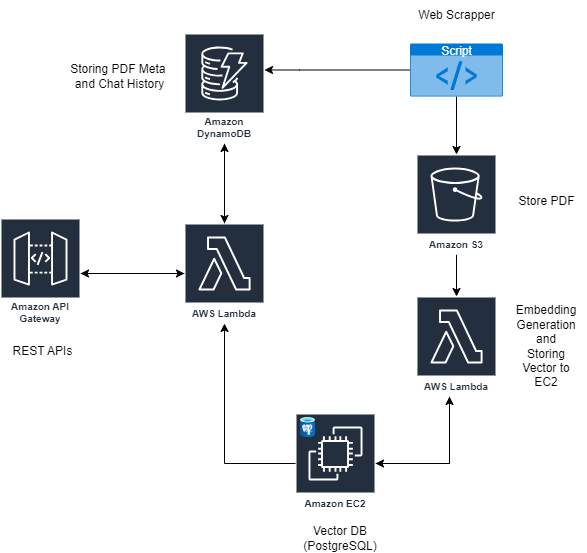 Web Scrapper
Script
Storing PDF Meta
and Chat History
Amazon
DynamoDB
Store PDF
Amazon S3
Amazon API
Gateway
REST APIs
AWS Lambda
Embedding
Generation
and
Storing
Vector to
EC2
AWS Lambda
Amazon EC2
Vector DB
(PostgreSQL)